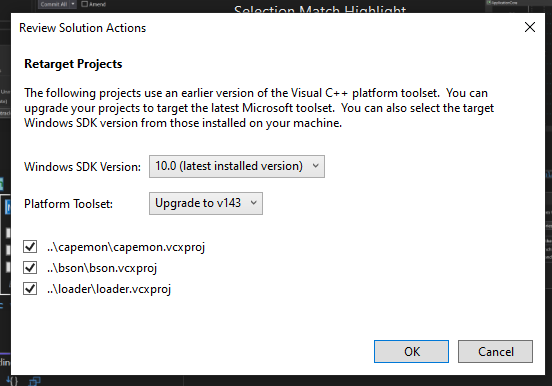 Commit All
Amend
Selection Match Highlight
Review Solution Actions
Retarget Projects
The following projects use an earlier version of the Visual C++ platform toolset. You can
upgrade your projects to target the latest Microsoft toolset. You can also select the target
Windows SDK version from those installed on your machine.
Windows SDK Version: 10.0 (latest installed version)
Platform Toolset: Upgrade to v143
..\capemon\capemon.vcxproj
..\bson\bson.vcxproj
..\loader\loader.vcxproj
OK Cancel